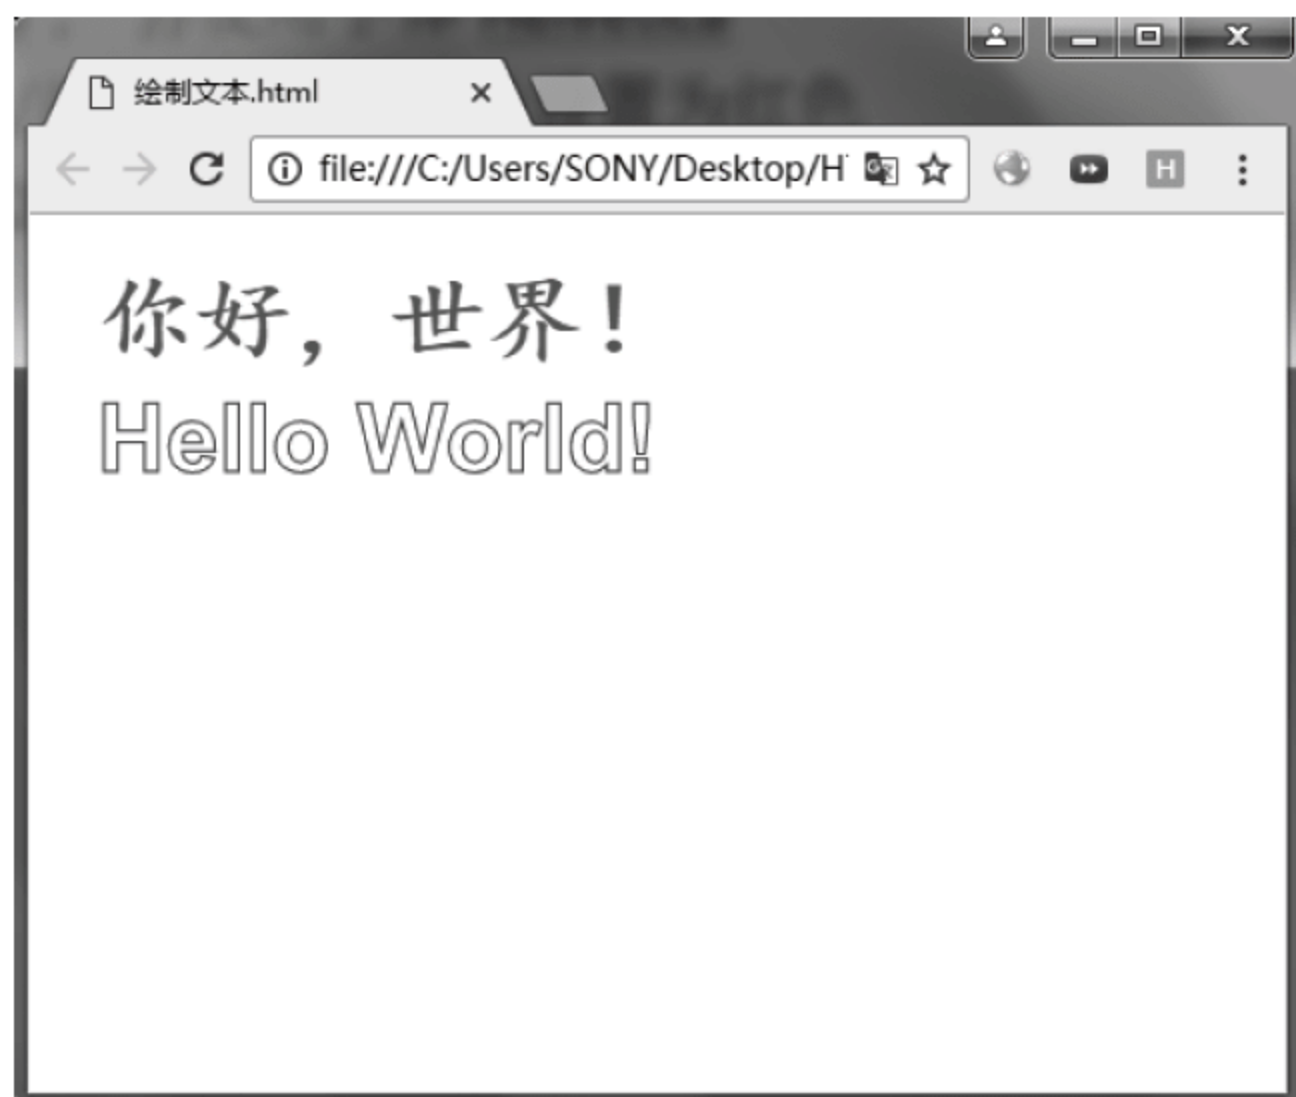 绘制文本.html
file:///C:/Users/SONY/Desktop/H
H
你好，世界！
Hello World!